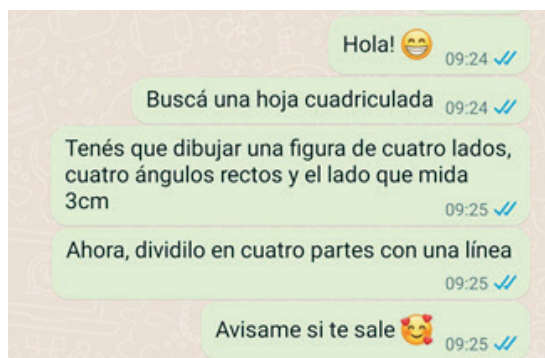 Hola! 😁 09:24
Buscá una hoja cuadriculada 09:24
Tenés que dibujar una figura de cuatro lados,
cuatro ángulos rectos y el lado que mida
3cm
09:25
Ahora, dividilo en cuatro partes con una línea
09:25
Avisame si te sale 🥰 09:25